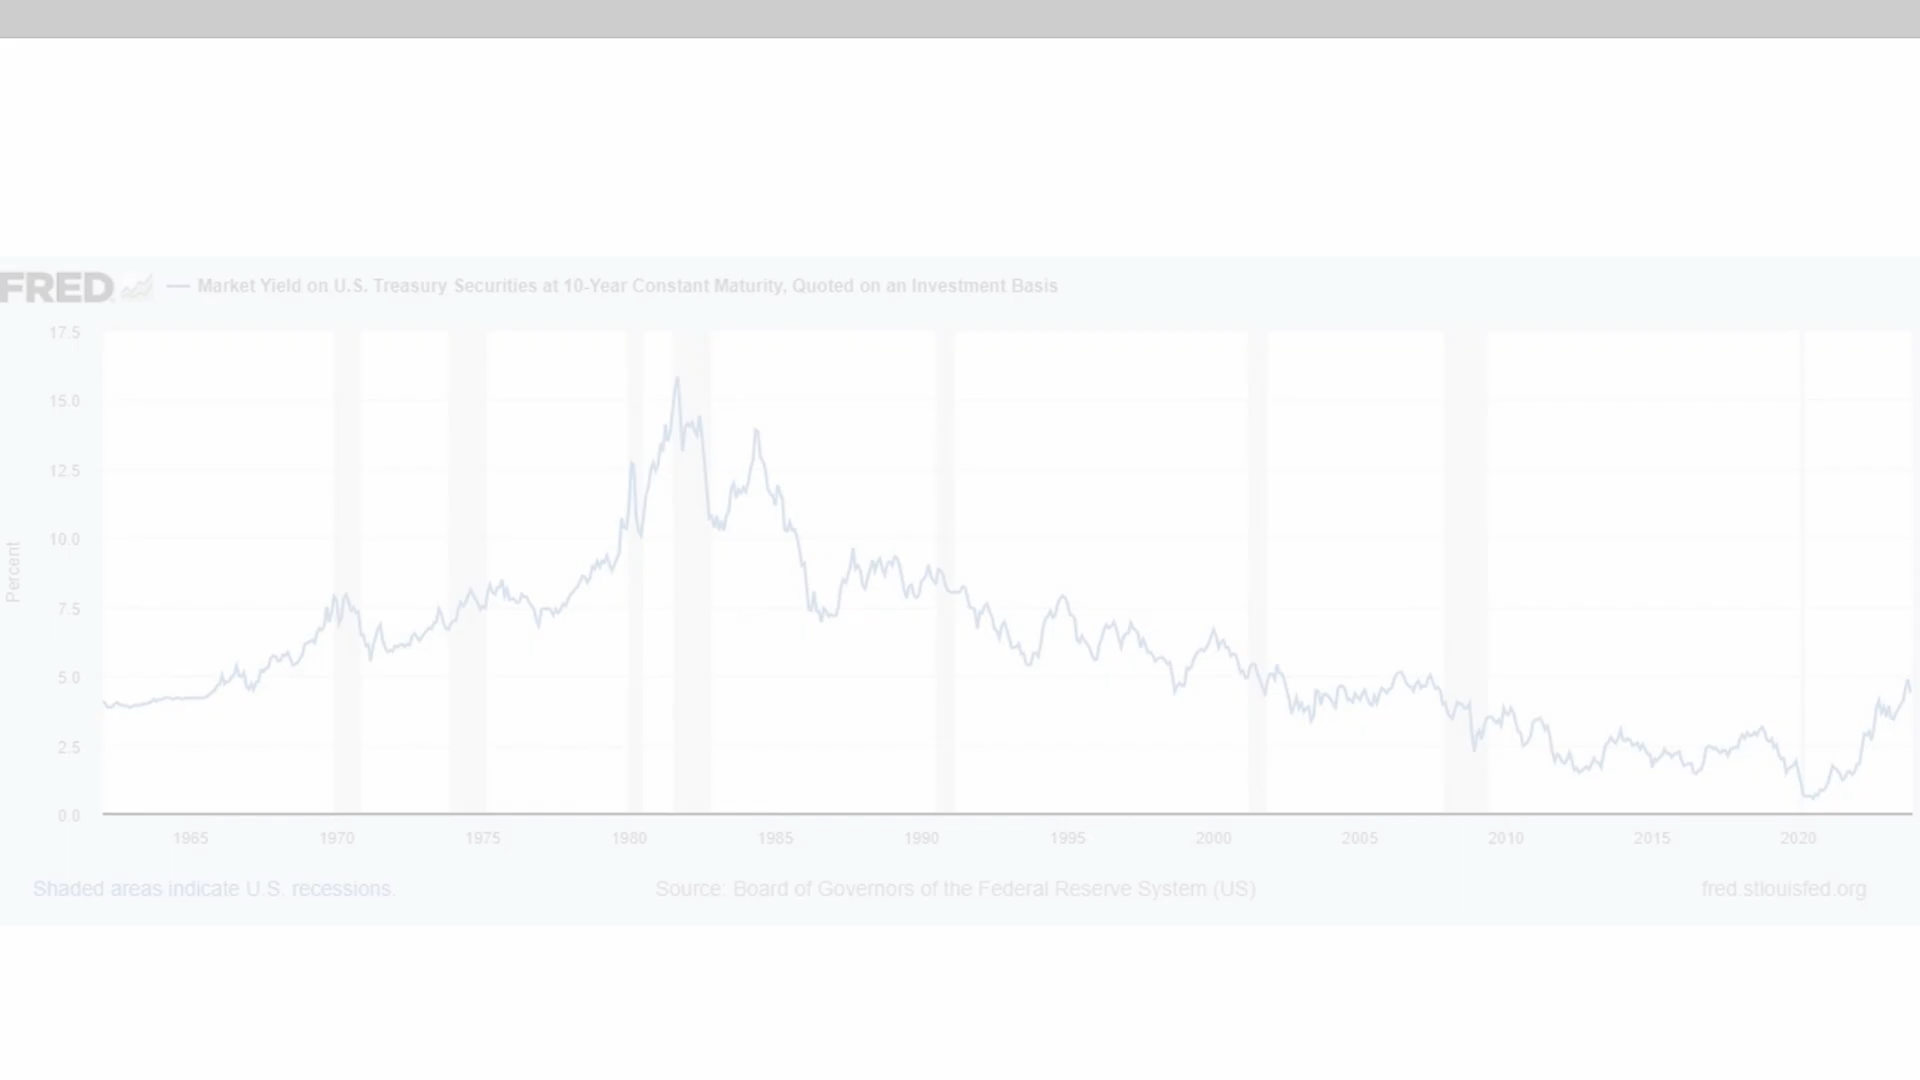 FRED
Market Yield on U.S. Treasury Securities at 10-Year Constant Maturity, Quoted on an Investment Basis
17.5
15.0
12.5
10.0
7.5
5.0
2.5
0.0
Percent
1965 1970 1975 1980 1985 1990 1995 2000 2005 2010 2015 2020
Shaded areas indicate U.S. recessions. Source: Board of Governors of the Federal Reserve System (US) fred.stlouisfed.org